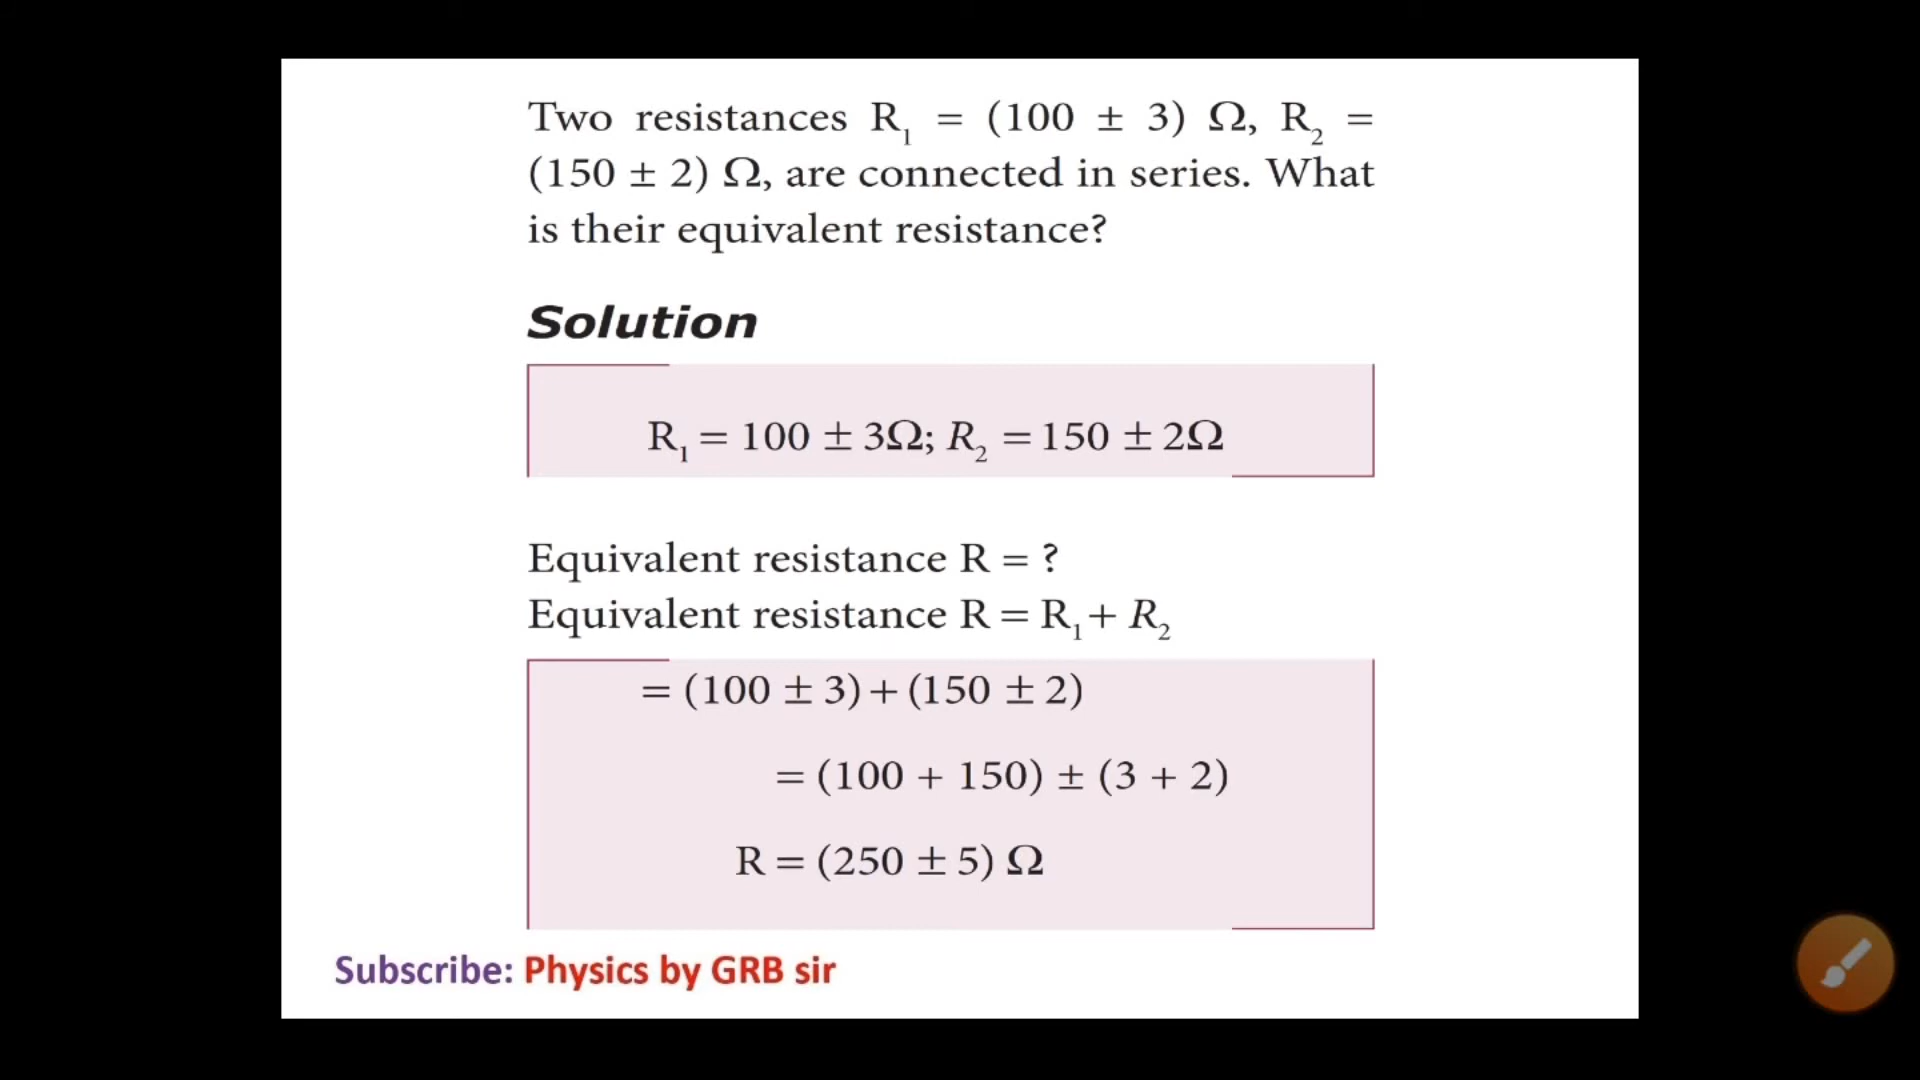 Two resistances R₁ = (100 ± 3) Ω, R₂ =
(150 ± 2) Ω, are connected in series. What
is their equivalent resistance?
Solution
R₁ = 100 ± 3Ω; R₂ = 150 ± 2Ω
Equivalent resistance R = ?
Equivalent resistance R = R₁ + R₂
= (100 ± 3) + (150 ± 2)
= (100 + 150) ± (3 + 2)
R = (250 ± 5) Ω
Subscribe: Physics by GRB sir